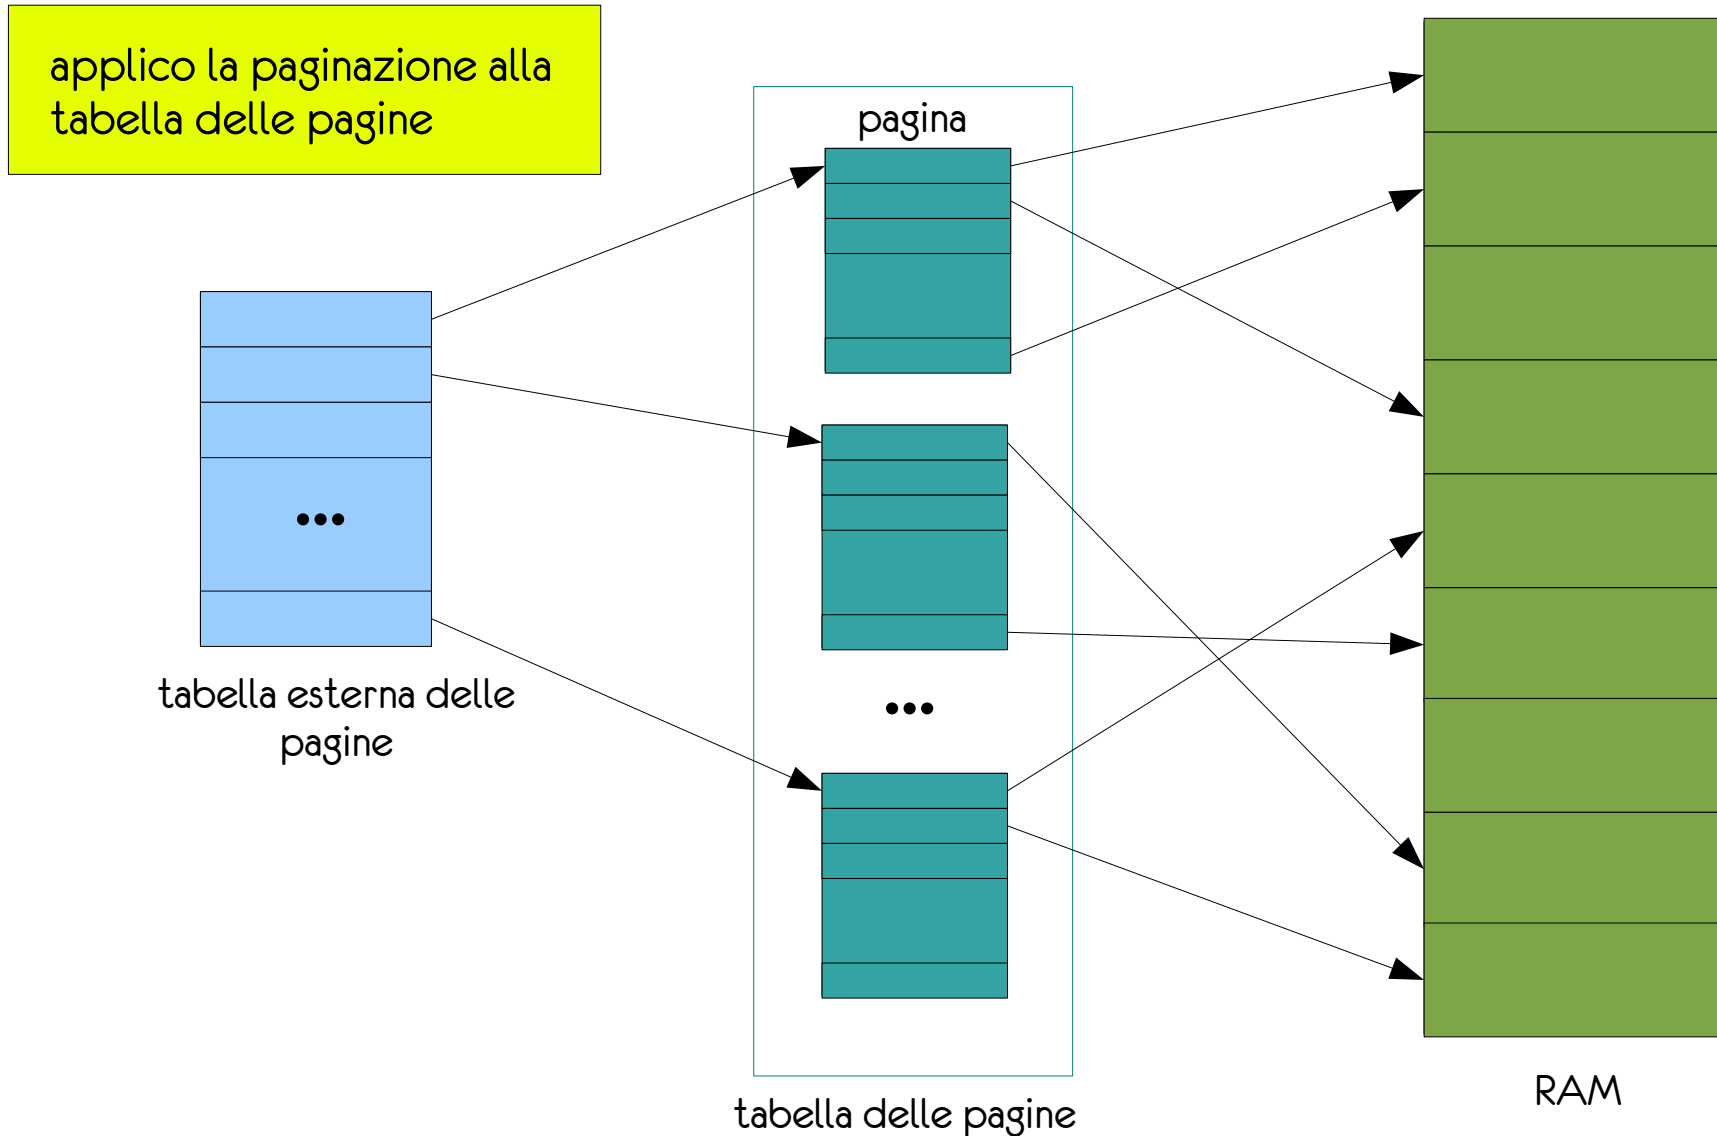 applico la paginazione alla
tabella delle pagine
pagina
•••
tabella esterna delle
pagine
•••
tabella delle pagine
RAM